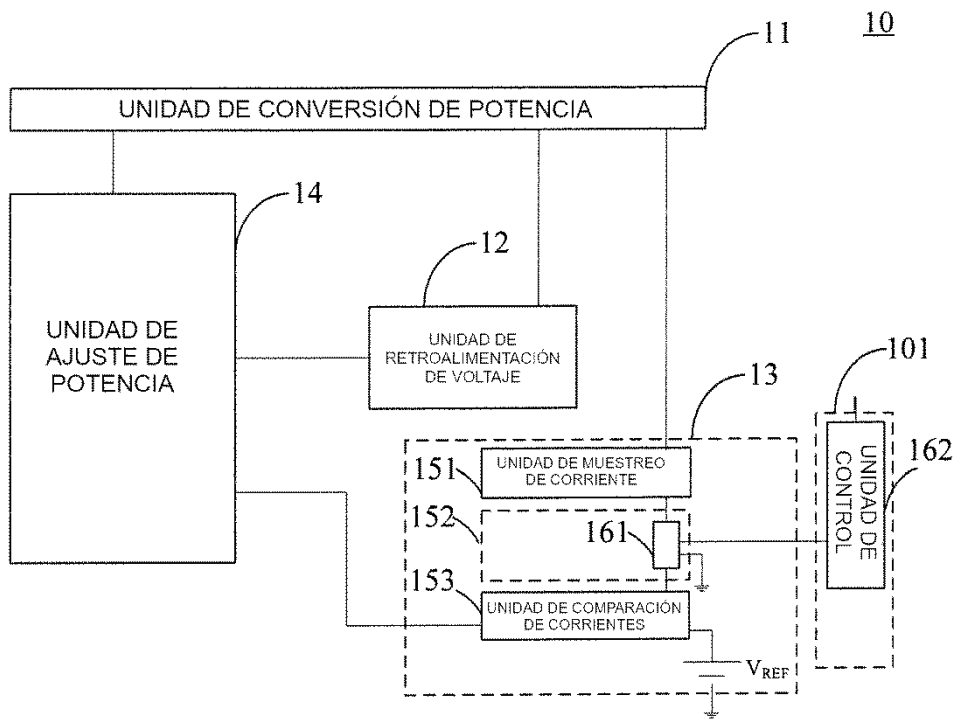 10
11
UNIDAD DE CONVERSIÓN DE POTENCIA
14
12
UNIDAD DE
AJUSTE DE
POTENCIA
UNIDAD DE
RETROALIMENTACIÓN
DE VOLTAJE
101
13
151
UNIDAD DE MUESTREO
DE CORRIENTE
UNIDAD DE
CONTROL
162
152
161
153
UNIDAD DE COMPARACIÓN
DE CORRIENTES
VREF